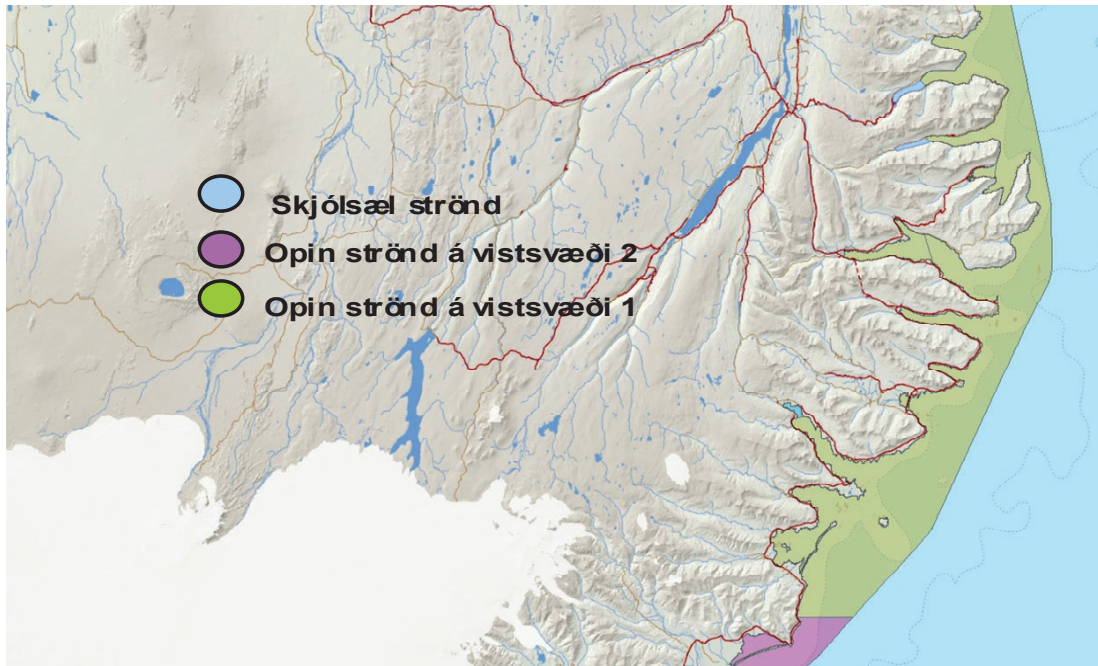 Skjólsæl strönd
Opin strönd á vistsvæði 2
Opin strönd á vistsvæði 1